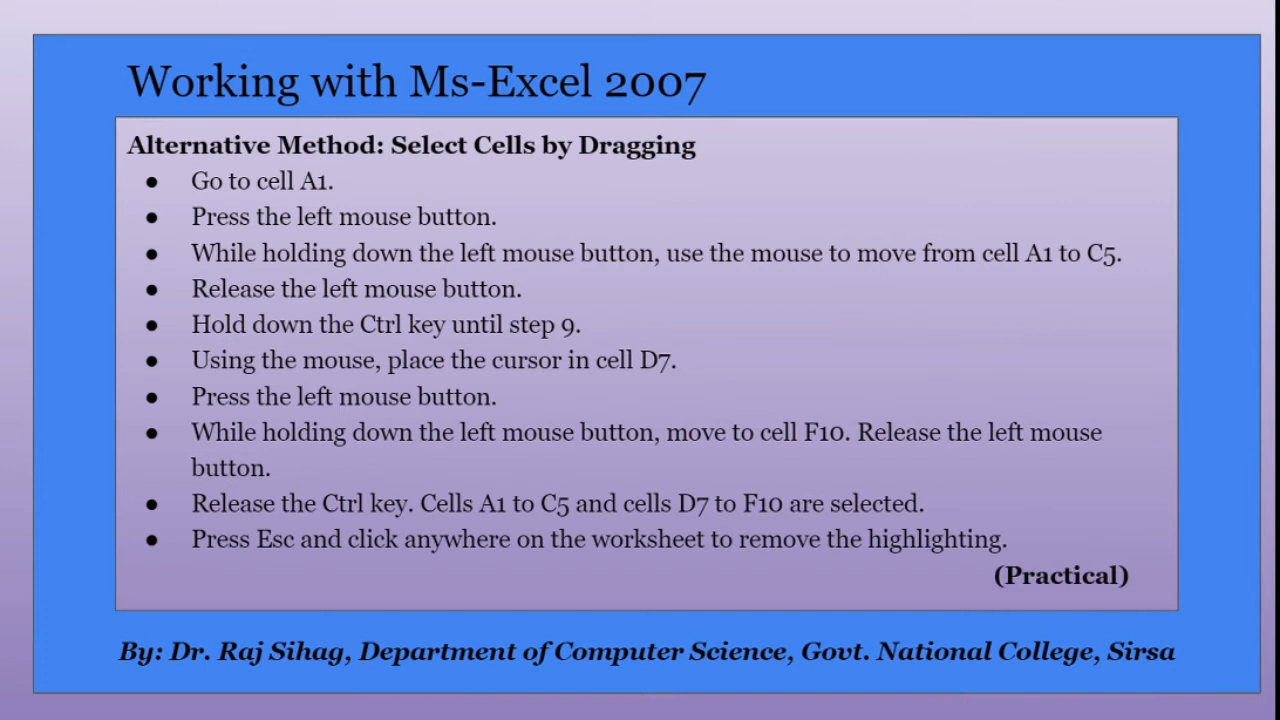 Working with Ms-Excel 2007
Alternative Method: Select Cells by Dragging
● Go to cell A1.
● Press the left mouse button.
● While holding down the left mouse button, use the mouse to move from cell A1 to C5.
● Release the left mouse button.
● Hold down the Ctrl key until step 9.
● Using the mouse, place the cursor in cell D7.
● Press the left mouse button.
● While holding down the left mouse button, move to cell F10. Release the left mouse
button.
● Release the Ctrl key. Cells A1 to C5 and cells D7 to F10 are selected.
● Press Esc and click anywhere on the worksheet to remove the highlighting.
(Practical)
By: Dr. Raj Sihag, Department of Computer Science, Govt. National College, Sirsa